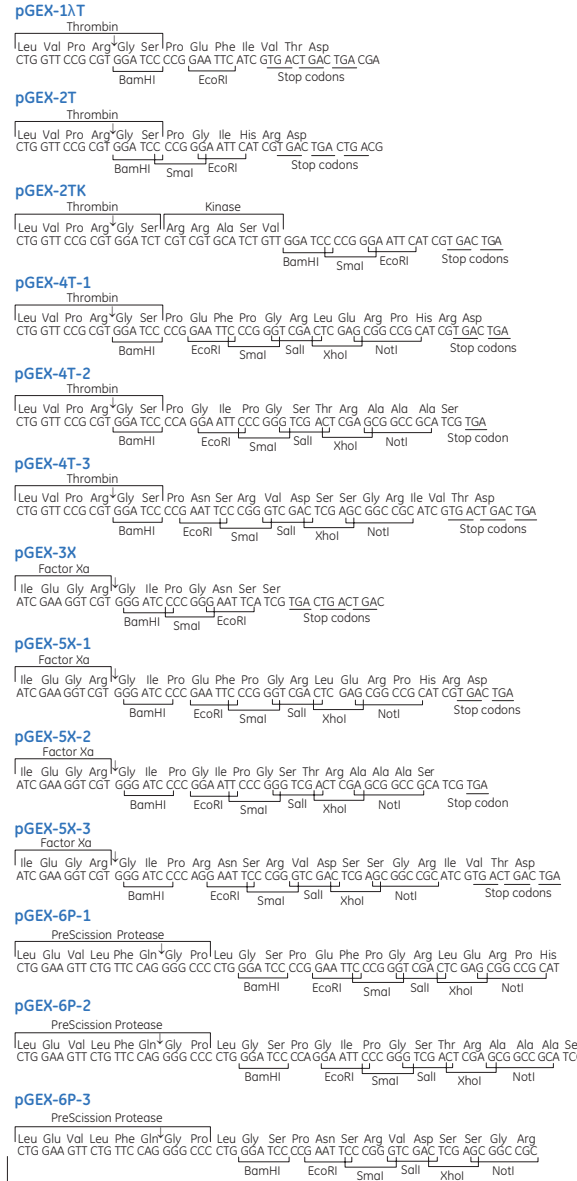 pGEX-1λT
Thrombin
Leu Val Pro Arg↓Gly Ser Pro Glu Phe Ile Val Thr Asp
CTG GTT CCG CGT GGA TCC CCG GAA TTC ATC GTG ACT GAC TGA CGA
BamHI EcoRI Stop codons
pGEX-2T
Thrombin
Leu Val Pro Arg↓Gly Ser Pro Gly Ile His Arg Asp
CTG GTT CCG CGT GGA TCC CCG GGA ATT CAT CGT GAC TGA CTG ACG
BamHI SmaI EcoRI Stop codons
pGEX-2TK
Thrombin Kinase
Leu Val Pro Arg↓Gly Ser Arg Arg Ala Ser Val
CTG GTT CCG CGT GGA TCT CGT CGT GCA TCT GTT GGA TCC CCG GGA ATT CAT CGT GAC TGA
BamHI SmaI EcoRI Stop codons
pGEX-4T-1
Thrombin
Leu Val Pro Arg↓Gly Ser Pro Glu Phe Pro Gly Arg Leu Glu Arg Pro His Arg Asp
CTG GTT CCG CGT GGA TCC CCG GAA TTC CCG GGT CGA CTC GAG CGG CCG CAT CGT GAC TGA
BamHI EcoRI SmaI SalI XhoI NotI Stop codons
pGEX-4T-2
Thrombin
Leu Val Pro Arg↓Gly Ser Pro Gly Ile Pro Gly Ser Thr Arg Ala Ala Ala Ser
CTG GTT CCG CGT GGA TCC CCA GGA ATT CCC GGG TCG ACT CGA GCG GCC GCA TCG TGA
BamHI EcoRI SmaI SalI XhoI NotI Stop codon
pGEX-4T-3
Thrombin
Leu Val Pro Arg↓Gly Ser Pro Asn Ser Arg Val Asp Ser Ser Gly Arg Ile Val Thr Asp
CTG GTT CCG CGT GGA TCC CCG AAT TCC CGG GTC GAC TCG AGC GGC CGC ATC GTG ACT GAC TGA
BamHI EcoRI SmaI SalI XhoI NotI Stop codons
pGEX-3X
Factor Xa
Ile Glu Gly Arg↓Gly Ile Pro Gly Asn Ser Ser
ATC GAA GGT CGT GGG ATC CCC GGG AAT TCA TCG TGA CTG ACT GAC
BamHI SmaI EcoRI Stop codons
pGEX-5X-1
Factor Xa
Ile Glu Gly Arg↓Gly Ile Pro Glu Phe Pro Gly Arg Leu Glu Arg Pro His Arg Asp
ATC GAA GGT CGT GGG ATC CCC GAA TTC CCG GGT CGA CTC GAG CGG CCG CAT CGT GAC TGA
BamHI EcoRI SmaI SalI XhoI NotI Stop codons
pGEX-5X-2
Factor Xa
Ile Glu Gly Arg↓Gly Ile Pro Gly Ile Pro Gly Ser Thr Arg Ala Ala Ala Ser
ATC GAA GGT CGT GGG ATC CCC GGA ATT CCC GGG TCG ACT CGA GCG GCC GCA TCG TGA
BamHI EcoRI SmaI SalI XhoI NotI Stop codon
pGEX-5X-3
Factor Xa
Ile Glu Gly Arg↓Gly Ile Pro Arg Asn Ser Arg Val Asp Ser Ser Gly Arg Ile Val Thr Asp
ATC GAA GGT CGT GGG ATC CCC AGG AAT TCC CGG GTC GAC TCG AGC GGC CGC ATC GTG ACT GAC TGA
BamHI EcoRI SmaI SalI XhoI NotI Stop codons
pGEX-6P-1
PreScission Protease
Leu Glu Val Leu Phe Gln↓Gly Pro Leu Gly Ser Pro Glu Phe Pro Gly Arg Leu Glu Arg Pro His
CTG GAA GTT CTG TTC CAG GGG CCC CTG GGA TCC CCG GAA TTC CCG GGT CGA CTC GAG CGG CCG CAT
BamHI EcoRI SmaI SalI XhoI NotI
pGEX-6P-2
PreScission Protease
Leu Glu Val Leu Phe Gln↓Gly Pro Leu Gly Ser Pro Gly Ile Pro Gly Ser Thr Arg Ala Ala Ala Se
CTG GAA GTT CTG TTC CAG GGG CCC CTG GGA TCC CCA GGA ATT CCC GGG TCG ACT CGA GCG GCC GCA TC
BamHI EcoRI SmaI SalI XhoI NotI
pGEX-6P-3
PreScission Protease
Leu Glu Val Leu Phe Gln↓Gly Pro Leu Gly Ser Pro Asn Ser Arg Val Asp Ser Ser Gly Arg
CTG GAA GTT CTG TTC CAG GGG CCC CTG GGA TCC CCG AAT TCC CGG GTC GAC TCG AGC GGC CGC
BamHI EcoRI SmaI SalI XhoI NotI